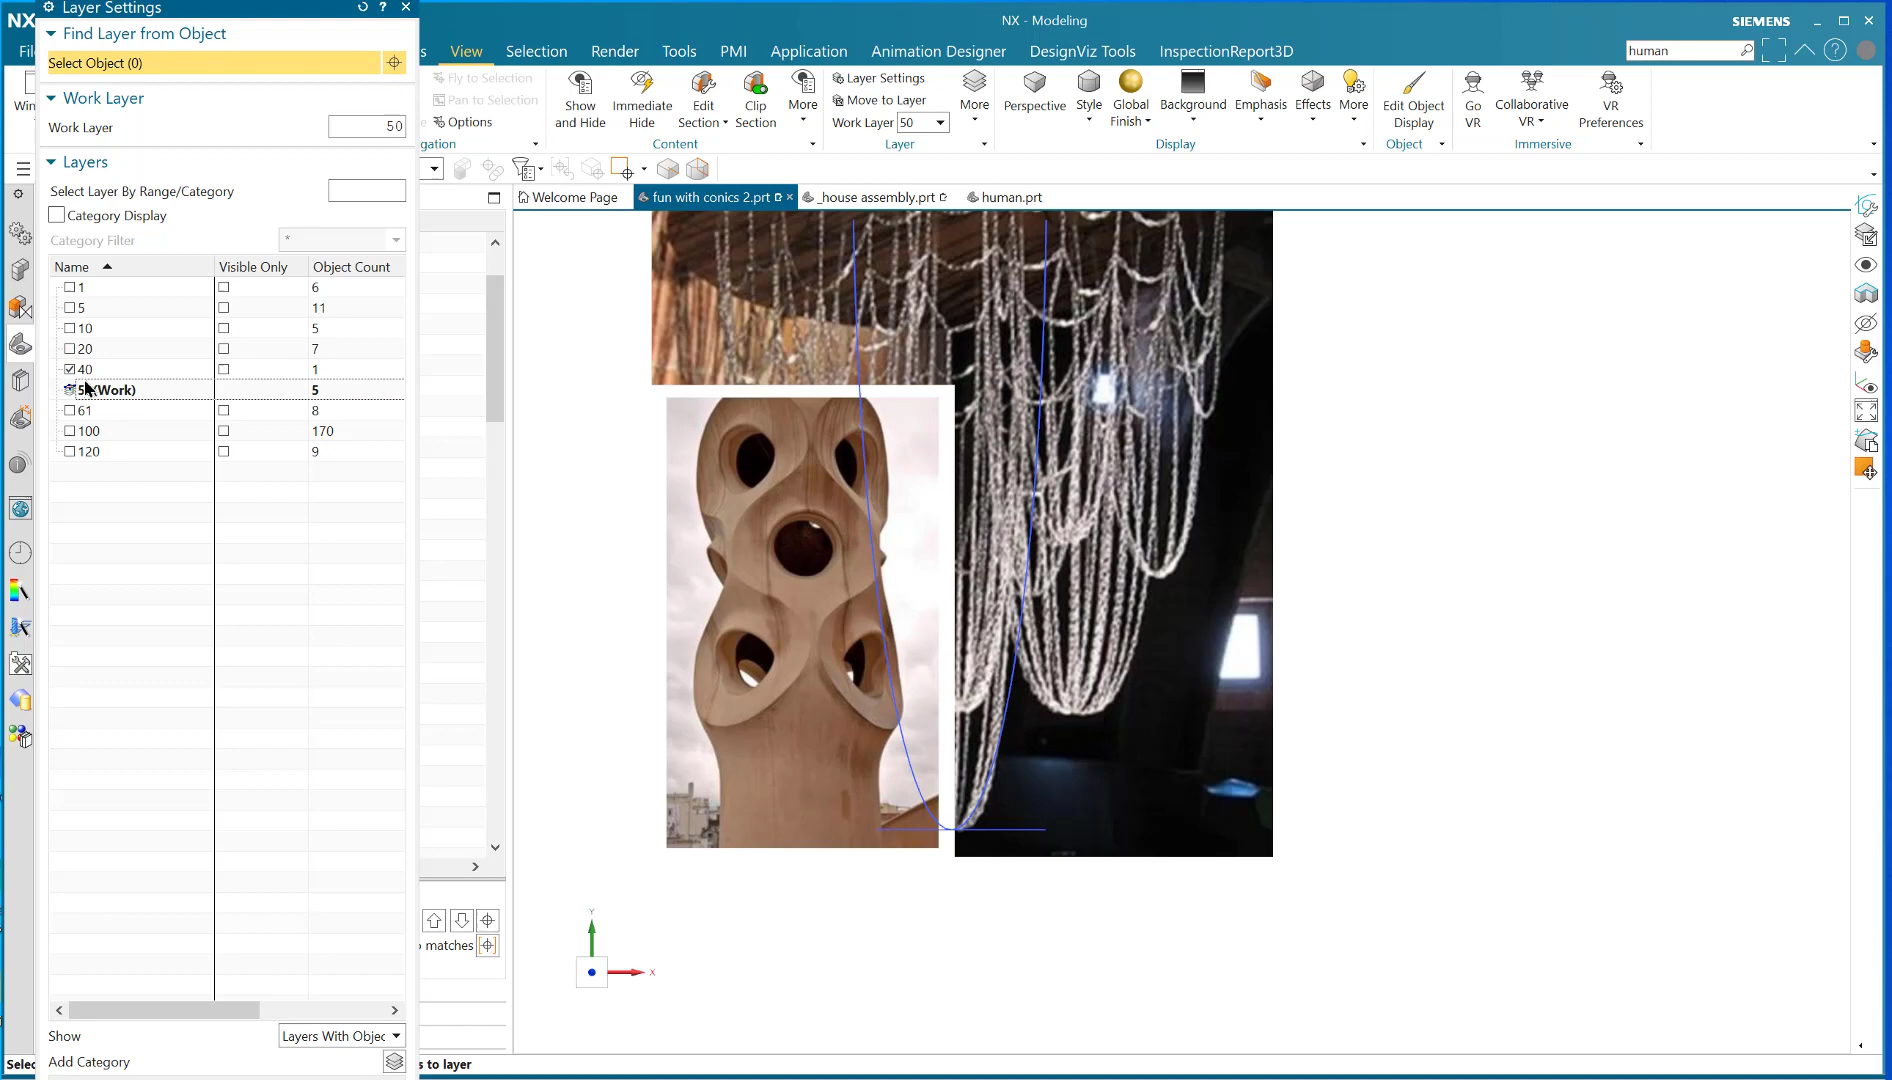 Layer Settings
NX
NX - Modeling
SIEMENS
Find Layer from Object
Select Object (0)
Work Layer
Work Layer
50
Layers
Select Layer By Range/Category
Category Display
Category Filter
*
Name
Visible Only
Object Count
1
6
5
11
10
5
20
7
40
1
(Work)
5
61
8
100
170
120
9
Show
Layers With Objec
Add Category
View
Selection
Render
Tools
PMI
Application
Animation Designer
DesignViz Tools
InspectionReport3D
human
Fly to Selection
Pan to Selection
Options
Show
and Hide
Immediate
Hide
Edit
Section
Clip
Section
More
Content
Layer Settings
Move to Layer
Work Layer
50
More
Layer
Perspective
Style
Global
Finish
Background
Emphasis
Effects
More
Display
Edit Object
Display
Object
Go
VR
Collaborative
VR
VR
Preferences
Immersive
Welcome Page
fun with conics 2.prt
_house assembly.prt
human.prt
matches
Y
X
s to layer